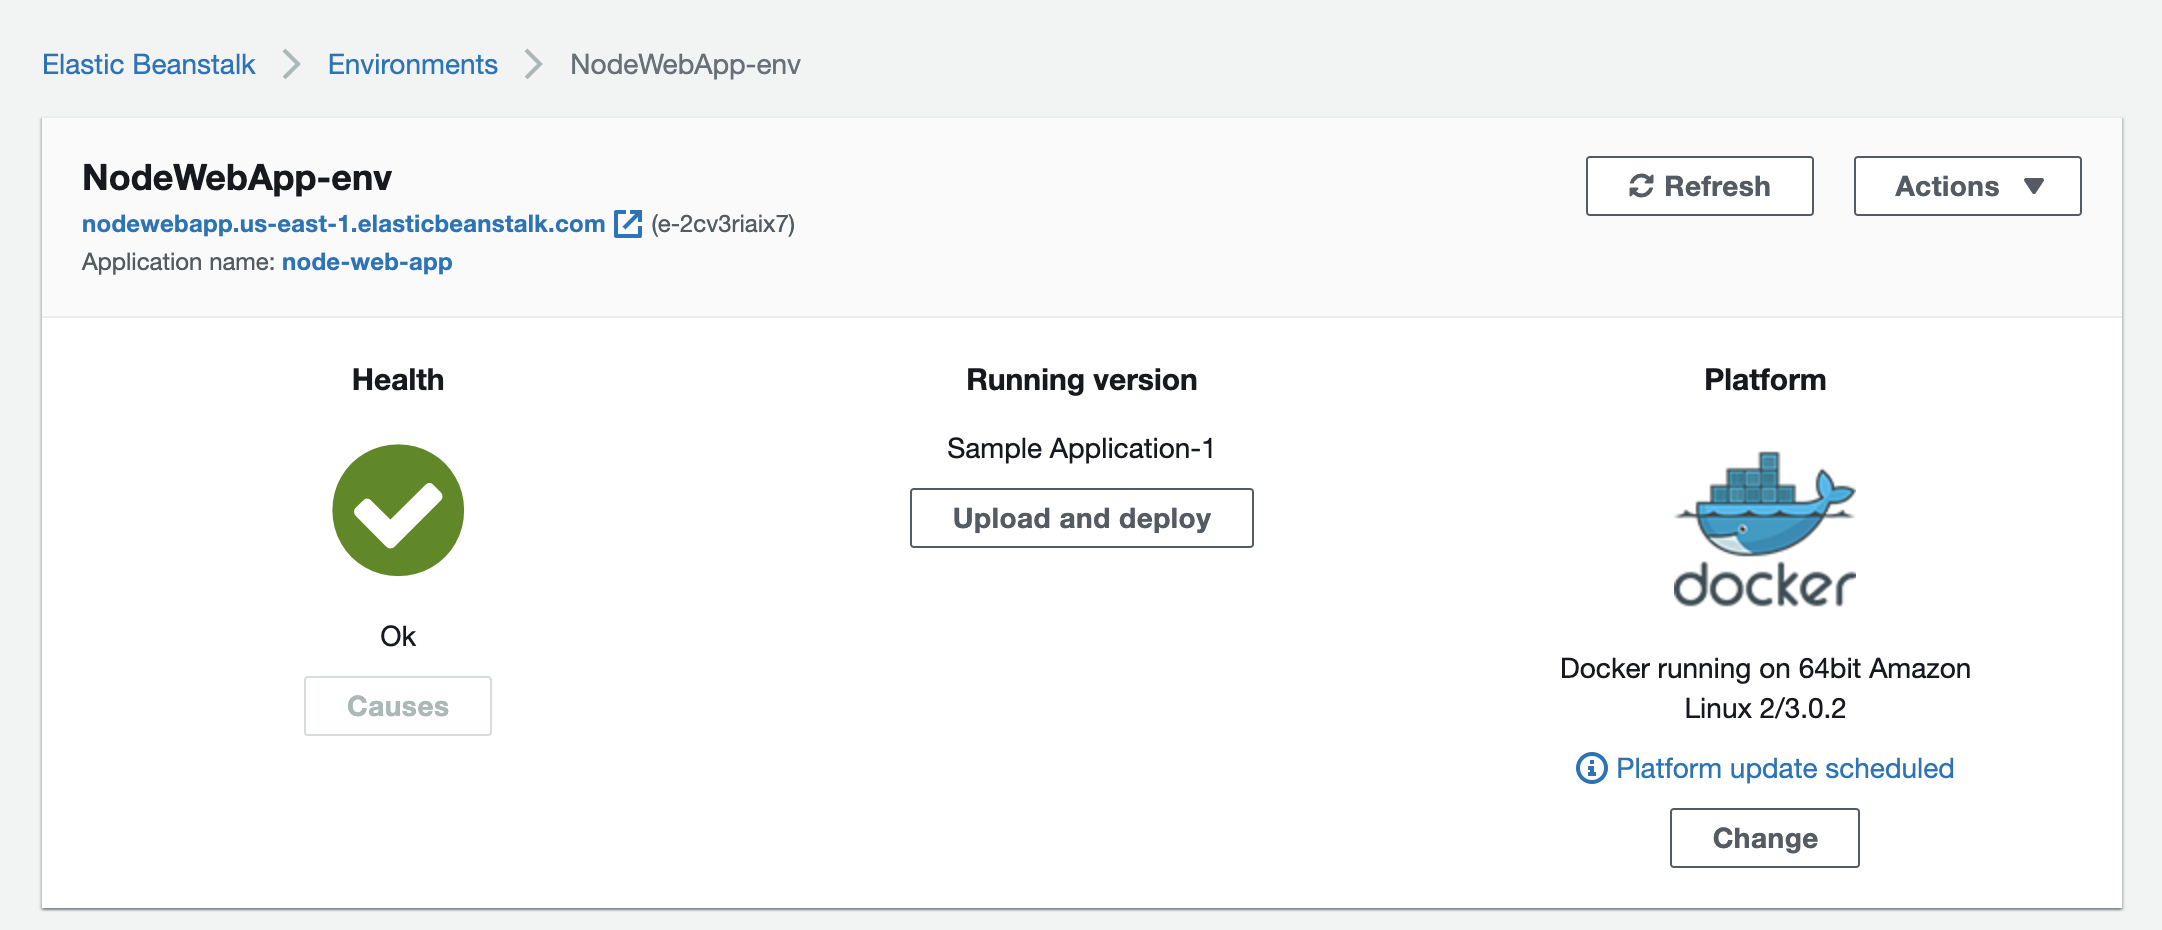 Elastic Beanstalk
Environments
NodeWebApp-env
NodeWebApp-env
nodewebapp.us-east-1.elasticbeanstalk.com (e-2cv3riaix7)
Application name: node-web-app
Refresh
Actions
Health
Ok
Causes
Running version
Sample Application-1
Upload and deploy
Platform
docker
Docker running on 64bit Amazon
Linux 2/3.0.2
Platform update scheduled
Change